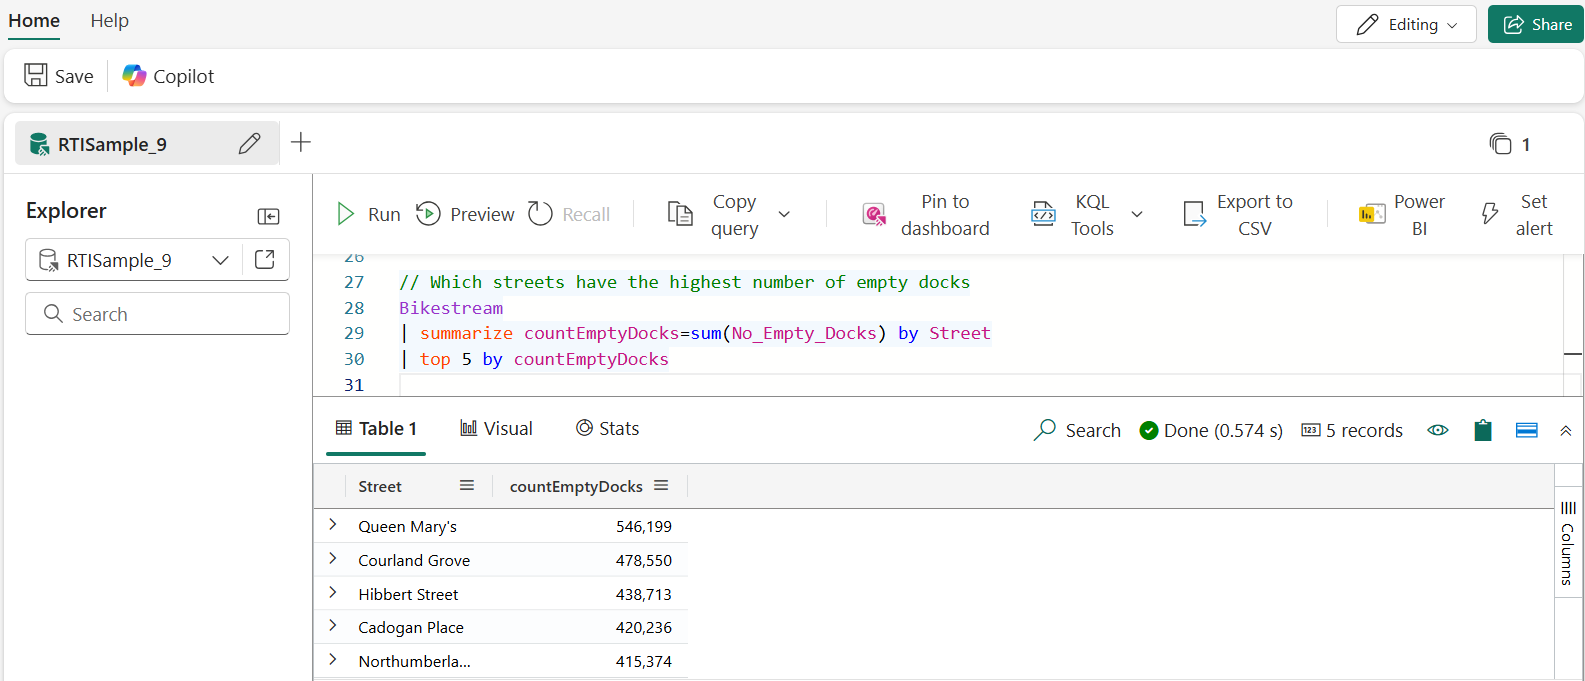 Home Help
Editing Share
Save Copilot
RTISample_9 1
Explorer
RTISample_9
Search
Run Preview Recall Copy query Pin to dashboard KQL Tools Export to CSV Power BI Set alert
26
27 // Which streets have the highest number of empty docks
28 Bikestream
29 | summarize countEmptyDocks=sum(No_Empty_Docks) by Street
30 | top 5 by countEmptyDocks
31
Table 1 Visual Stats Search Done (0.574 s) 123 5 records
Street countEmptyDocks
Queen Mary's 546,199
Courland Grove 478,550
Hibbert Street 438,713
Cadogan Place 420,236
Northumberla... 415,374
Columns